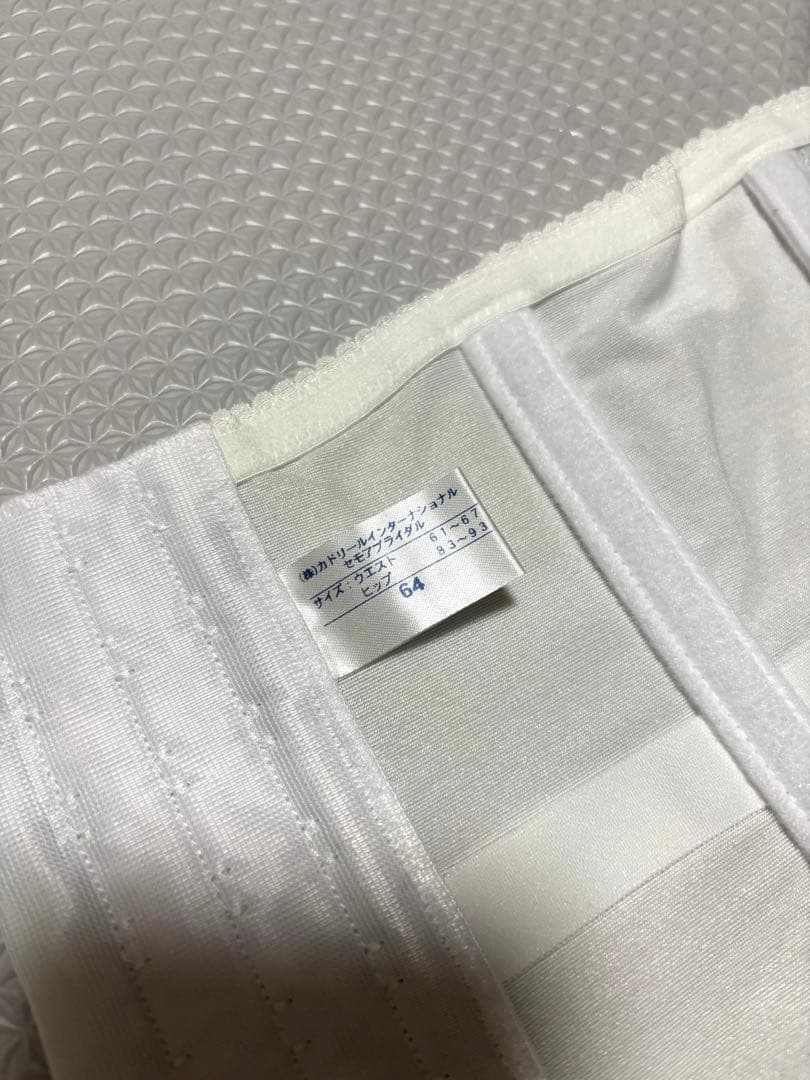 (株)カドリールインターナショナル
セモアブライダル
サイズ:ウエスト 61~67
ヒップ 83~93
64